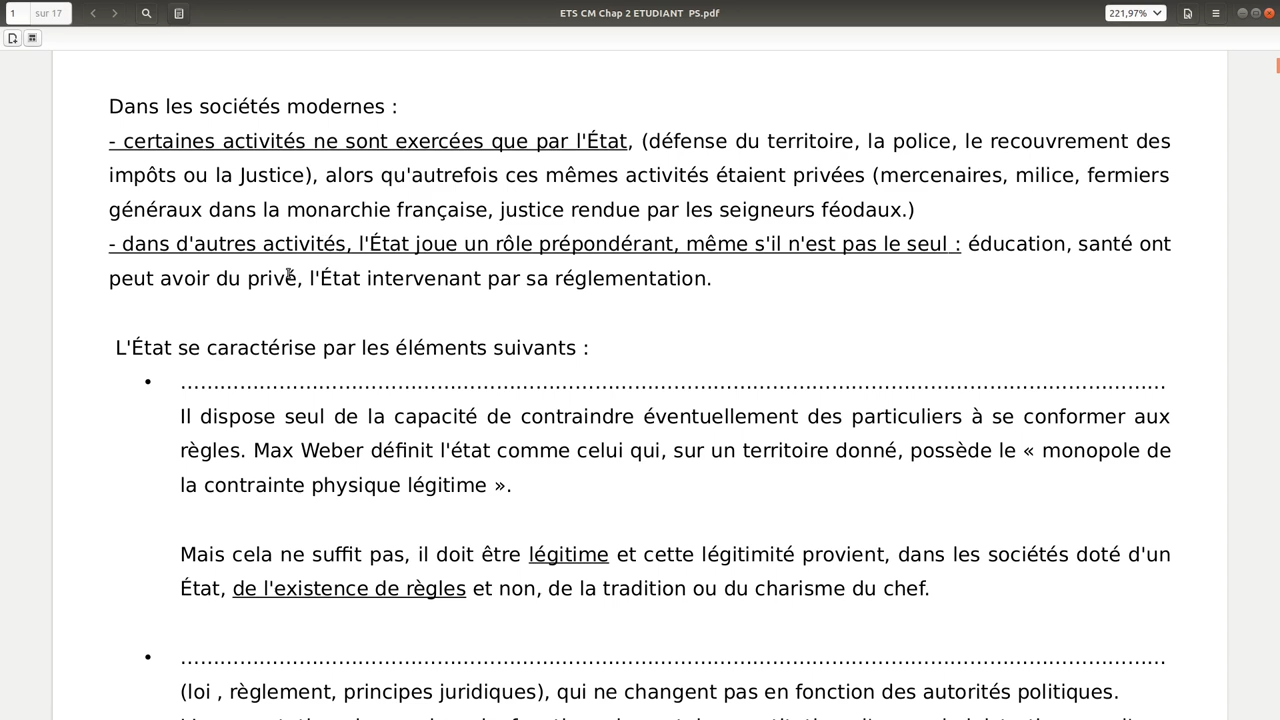 1 sur 17 ETS CM Chap 2 ETUDIANT PS.pdf 221,97%
Dans les sociétés modernes :
- certaines activités ne sont exercées que par l'État, (défense du territoire, la police, le recouvrement des
impôts ou la Justice), alors qu'autrefois ces mêmes activités étaient privées (mercenaires, milice, fermiers
généraux dans la monarchie française, justice rendue par les seigneurs féodaux.)
- dans d'autres activités, l'État joue un rôle prépondérant, même s'il n'est pas le seul : éducation, santé ont
peut avoir du privé, l'État intervenant par sa réglementation.
L'État se caractérise par les éléments suivants :
• ........................................................................................................................................................
Il dispose seul de la capacité de contraindre éventuellement des particuliers à se conformer aux
règles. Max Weber définit l'état comme celui qui, sur un territoire donné, possède le « monopole de
la contrainte physique légitime ».
Mais cela ne suffit pas, il doit être légitime et cette légitimité provient, dans les sociétés doté d'un
État, de l'existence de règles et non, de la tradition ou du charisme du chef.
• ........................................................................................................................................................
(loi , règlement, principes juridiques), qui ne changent pas en fonction des autorités politiques.